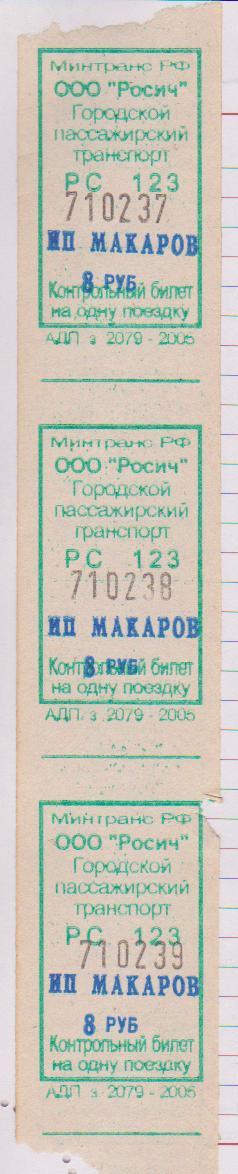 Минтранс РФ
ООО "Росич"
Городской
пассажирский
транспорт
РС 123
710237
ИП МАКАРОВ
8 РУБ
Контрольный билет
на одну поездку
АДП з. 2079 - 2005
Минтранс РФ
ООО "Росич"
Городской
пассажирский
транспорт
РС 123
710238
ИП МАКАРОВ
8 РУБ
Контрольный билет
на одну поездку
АДП з. 2079 - 2005
Минтранс РФ
ООО "Росич"
Городской
пассажирский
транспорт
РС 123
710239
ИП МАКАРОВ
8 РУБ
Контрольный билет
на одну поездку
АДП з. 2079 - 2005